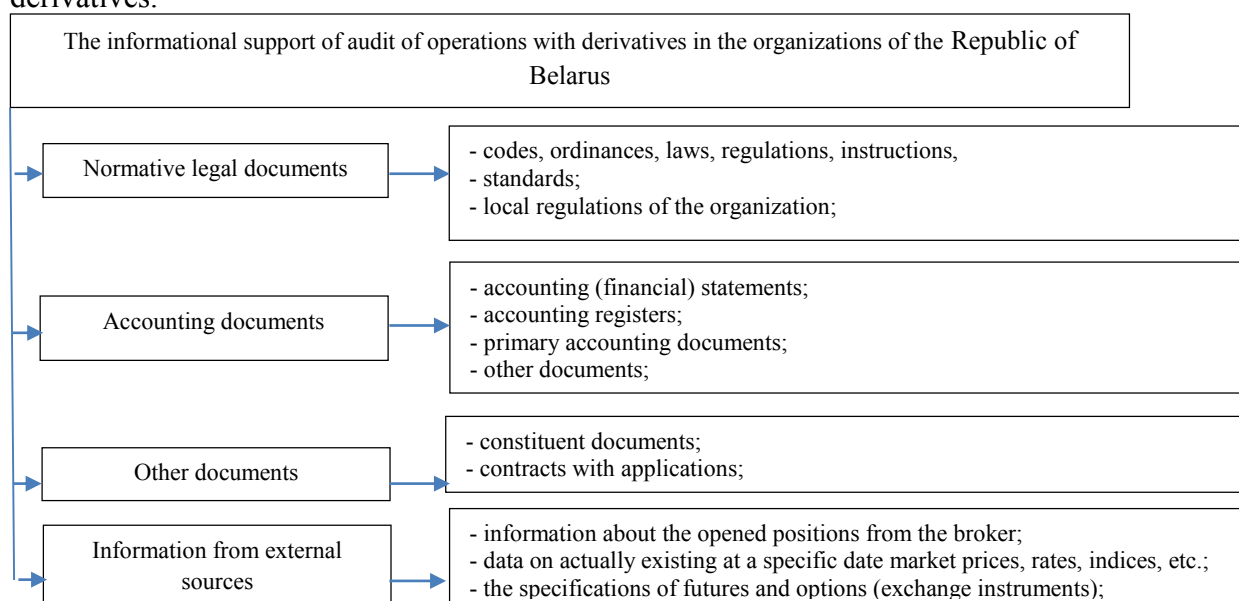 derivatives.
The informational support of audit of operations with derivatives in the organizations of the Republic of
Belarus
Normative legal documents
- codes, ordinances, laws, regulations, instructions,
- standards;
- local regulations of the organization;
Accounting documents
- accounting (financial) statements;
- accounting registers;
- primary accounting documents;
- other documents;
Other documents
- constituent documents;
- contracts with applications;
Information from external
sources
- information about the opened positions from the broker;
- data on actually existing at a specific date market prices, rates, indices, etc.;
- the specifications of futures and options (exchange instruments);